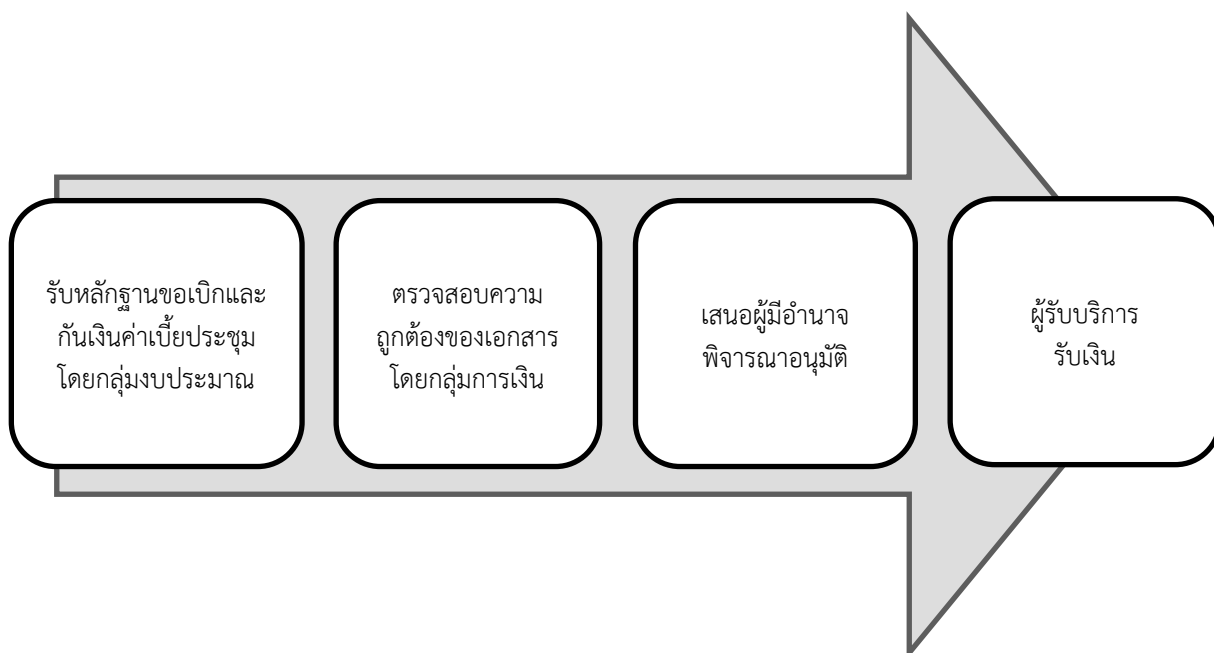 รับหลักฐานขอเบิกและ
กันเงินค่าเบี้ยประชุม
โดยกลุ่มงบประมาณ
ตรวจสอบความ
ถูกต้องของเอกสาร
โดยกลุ่มการเงิน
เสนอผู้มีอำนาจ
พิจารณาอนุมัติ
ผู้รับบริการ
รับเงิน